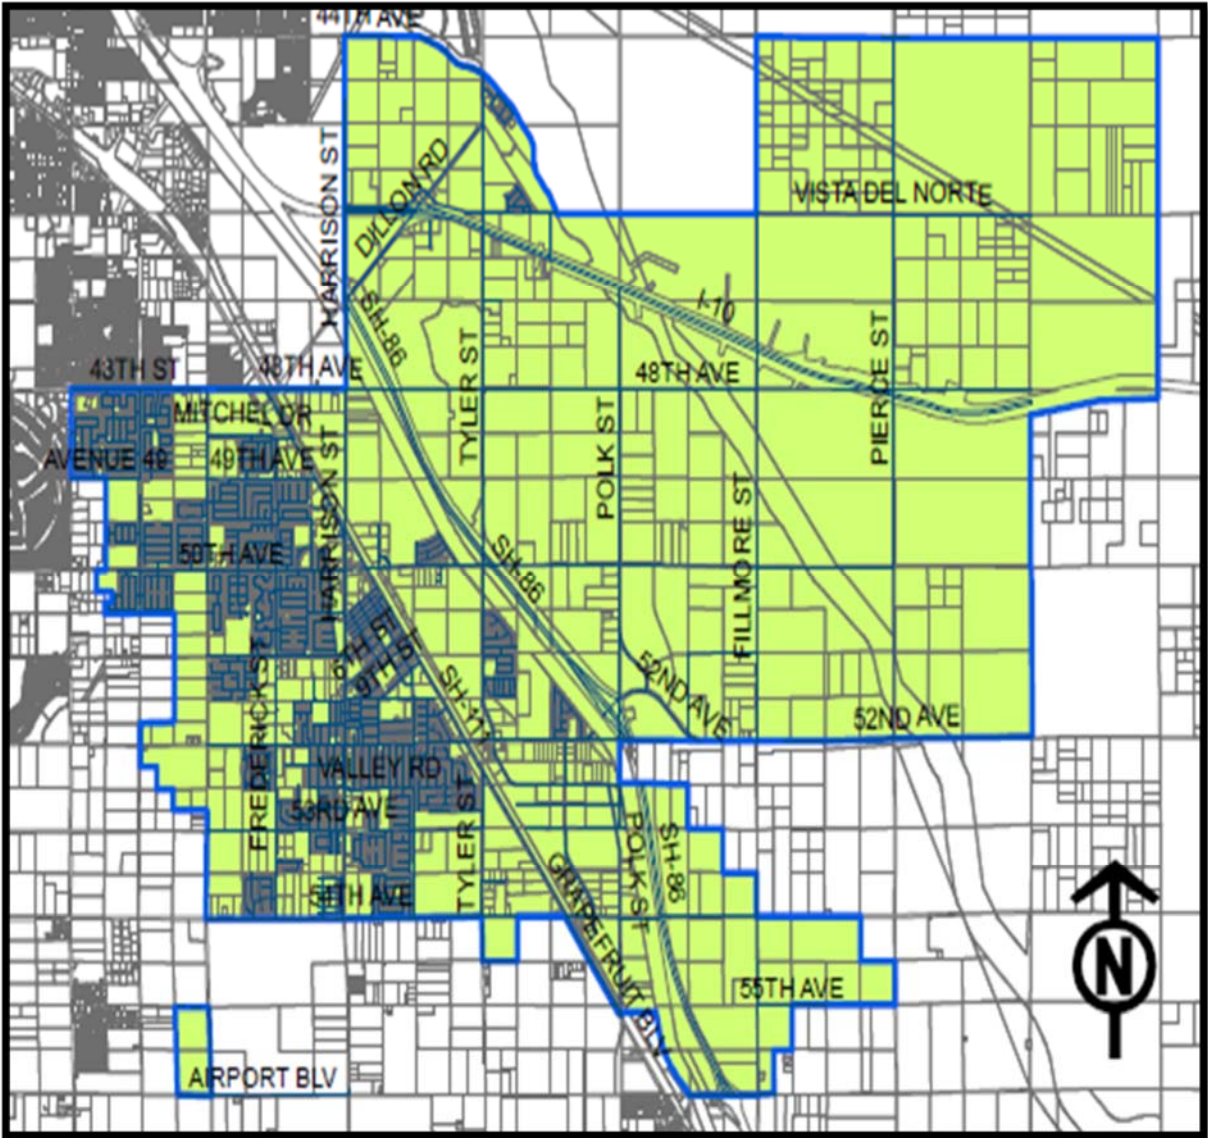 44TH AVE
HARRISON ST
DILLON RD
VISTA DEL NORTE
I-10
SH-86
TYLER ST
PIERCE ST
43TH ST
48TH AVE
48TH AVE
MITCHEL DR
AVENUE 49
49TH AVE
HARRISON ST
POLK ST
FILLMORE ST
50TH AVE
SH-86
6TH ST
9TH ST
52ND AVE
52ND AVE
FREDERICK ST
SH-111
VALLEY RD
53RD AVE
TYLER ST
POLK ST
SH-86
54TH AVE
GRAPEFRUIT BLV
55TH AVE
AIRPORT BLV
N